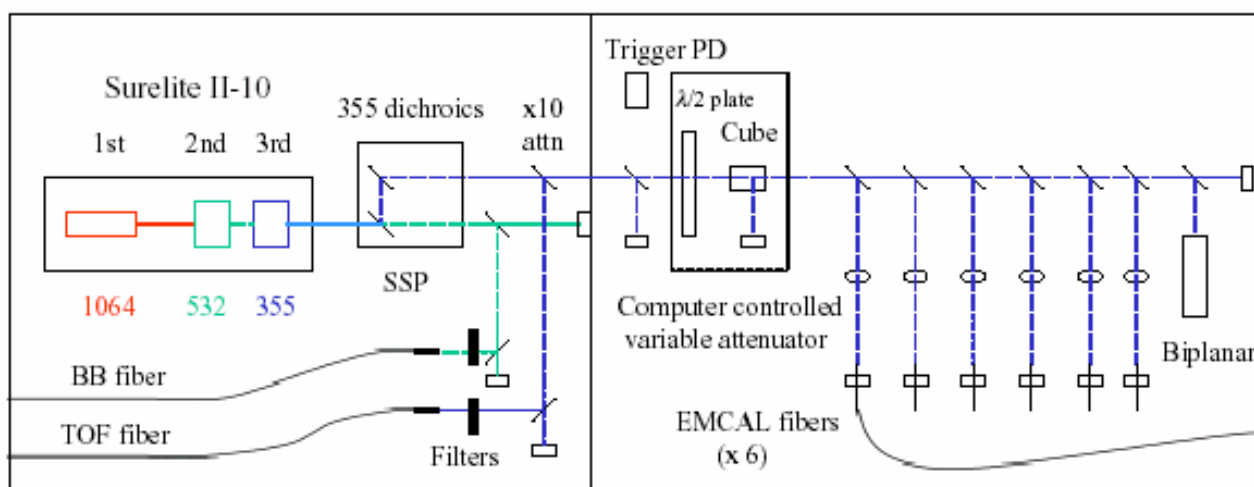 Surelite II-10
1st 2nd 3rd
1064 532 355
355 dichroics
SSP
x10
attn
BB fiber
TOF fiber
Filters
Trigger PD
λ/2 plate
Cube
Computer controlled
variable attenuator
EMCAL fibers
(x 6)
Biplanar